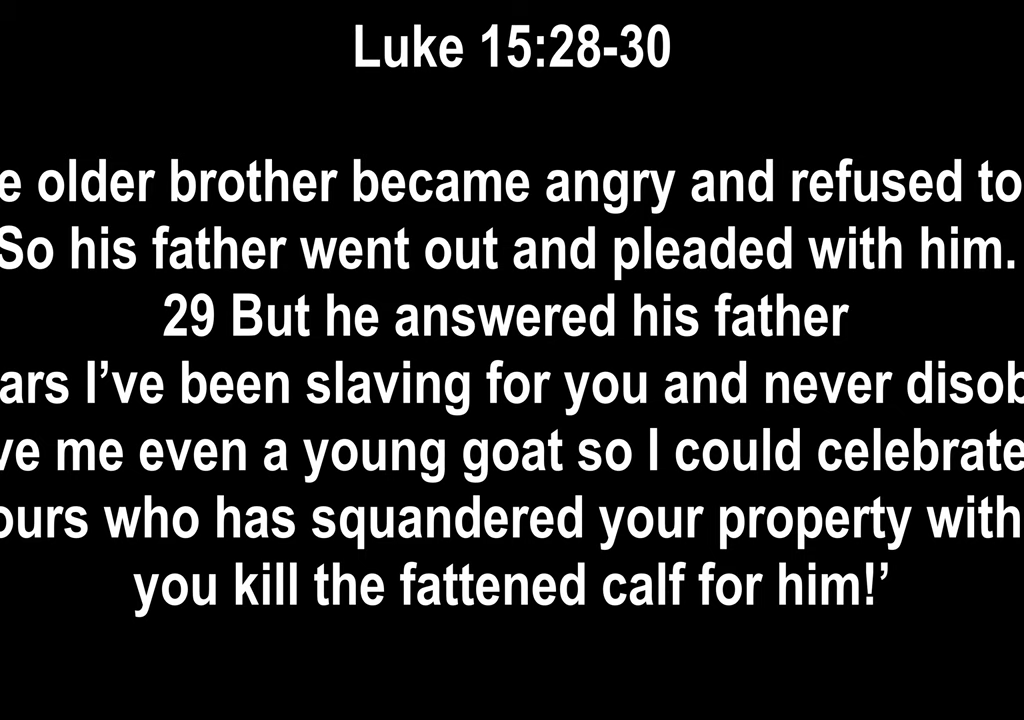 Luke 15:28-30
e older brother became angry and refused to
So his father went out and pleaded with him.
29 But he answered his father
ars I’ve been slaving for you and never disob
ve me even a young goat so I could celebrate
ours who has squandered your property with
you kill the fattened calf for him!’